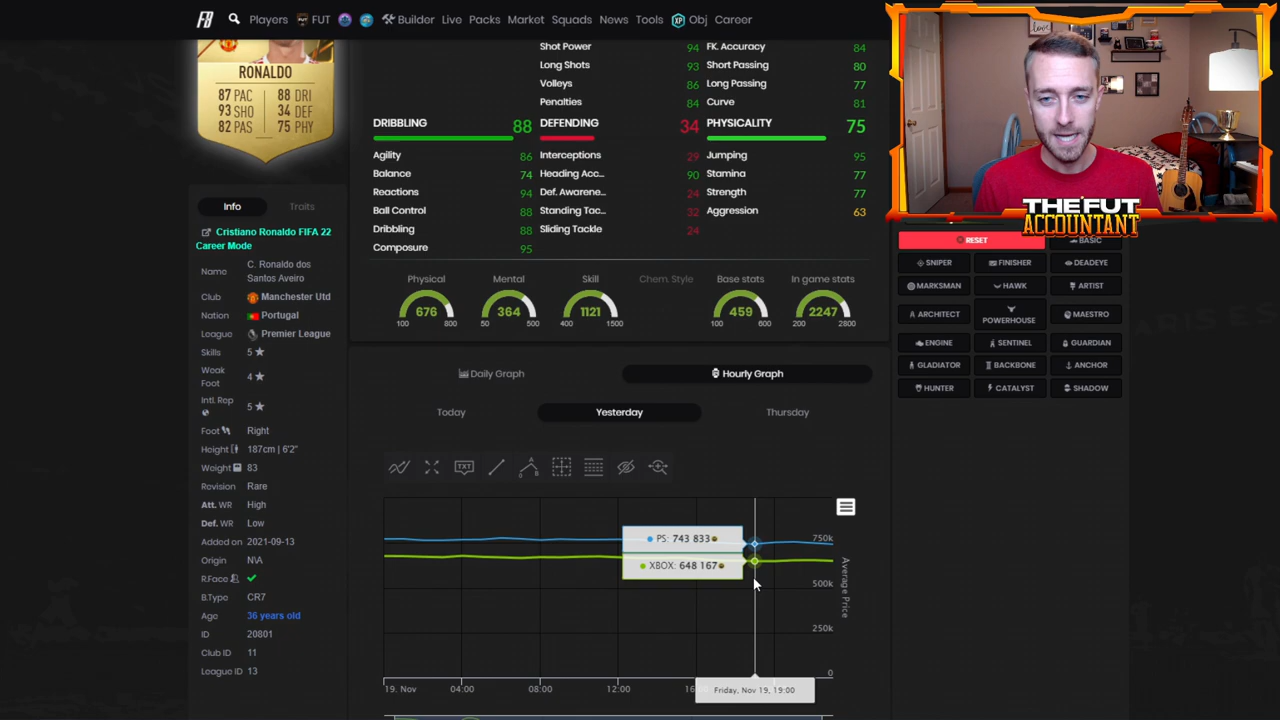 FB Players FUT Builder Live Packs Market Squads News Tools XP Obj Career
RONALDO
87 PAC 88 DRI
93 SHO 34 DEF
82 PAS 75 PHY
Shot Power 94 FK. Accuracy 84
Long Shots 93 Short Passing 80
Volleys 86 Long Passing 77
Penalties 84 Curve 81
DRIBBLING 88 DEFENDING 34 PHYSICALITY 75
Agility 86 Interceptions 29 Jumping 95
Balance 74 Heading Acc... 90 Stamina 77
Reactions 94 Def. Awarene... 24 Strength 77
Ball Control 88 Standing Tac... 32 Aggression 63
Dribbling 88 Sliding Tackle 24
Composure 95
Physical Mental Skill Chem. Style Base stats In game stats
676 364 1121 459 2247
100 800 50 500 400 1500 100 600 200 2800
Info Traits
Cristiano Ronaldo FIFA 22
Career Mode
Name C. Ronaldo dos
Santos Aveiro
Club Manchester Utd
Nation Portugal
League Premier League
Skills 5
Weak
Foot 4
Intl. Rep 5
Foot Right
Height 187cm | 6'2"
Weight 83
Revision Rare
Att. WR High
Def. WR Low
Added on 2021-09-13
Origin N\A
R.Face
B.Type CR7
Age 36 years old
ID 20801
Club ID 11
League ID 13
Daily Graph Hourly Graph
Today Yesterday Thursday
TXT
PS: 743 833
XBOX: 648 167
750k
500k
250k
0
Average Price
19. Nov 04:00 08:00 12:00 16
Friday, Nov 19, 19:00
THE FUT
ACCOUNTANT
RESET BASIC
SNIPER FINISHER DEADEYE
MARKSMAN HAWK ARTIST
ARCHITECT POWERHOUSE MAESTRO
ENGINE SENTINEL GUARDIAN
GLADIATOR BACKBONE ANCHOR
HUNTER CATALYST SHADOW